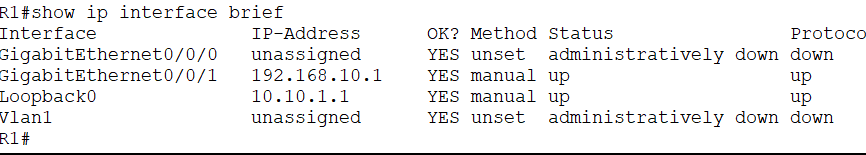 R1#show ip interface brief
Interface IP-Address OK? Method Status Protoco
GigabitEthernet0/0/0 unassigned YES unset administratively down down
GigabitEthernet0/0/1 192.168.10.1 YES manual up up
Loopback0 10.10.1.1 YES manual up up
Vlan1 unassigned YES unset administratively down down
R1#